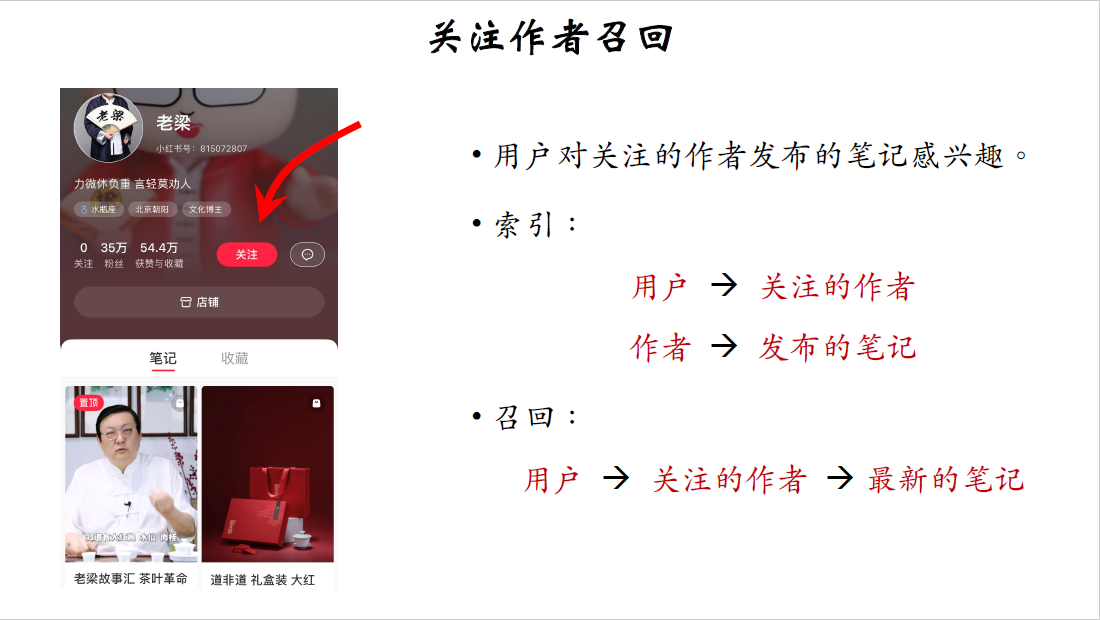 关注作者召回
老梁
老梁
小红书号：815072807
力微休负重 言轻莫劝人
水瓶座 北京朝阳 文化博主
0 35万 54.4万
关注 粉丝 获赞与收藏
关注
店铺
笔记 收藏
置顶
老梁故事汇 茶叶革命
道非道 礼盒装 大红
• 用户对关注的作者发布的笔记感兴趣。
• 索引：
用户 → 关注的作者
作者 → 发布的笔记
• 召回：
用户 → 关注的作者 → 最新的笔记